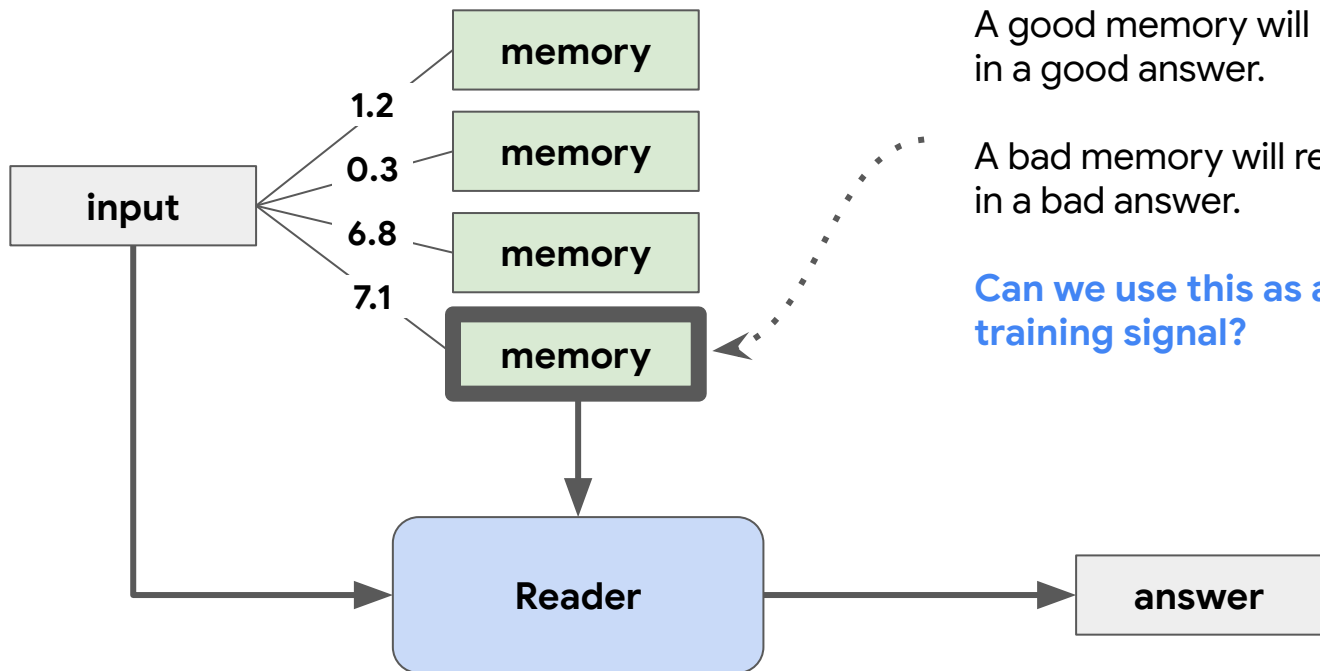 memory
1.2
memory
0.3
input
6.8
memory
7.1
memory
Reader
answer
A good memory will
in a good answer.
A bad memory will
in a bad answer.
Can we use this as
training signal?